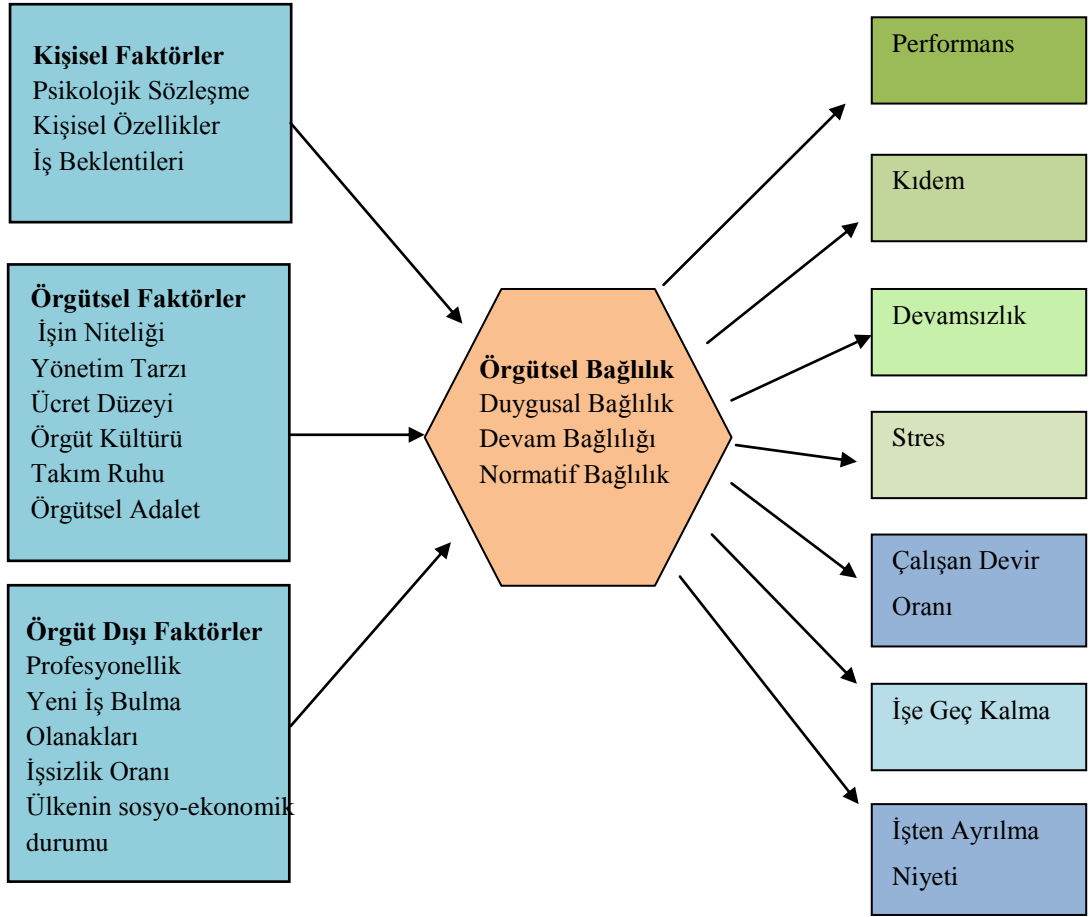 Kişisel Faktörler
Psikolojik Sözleşme
Kişisel Özellikler
İş Beklentileri
Örgütsel Faktörler
İşin Niteliği
Yönetim Tarzı
Ücret Düzeyi
Örgüt Kültürü
Takım Ruhu
Örgütsel Adalet
Örgüt Dışı Faktörler
Profesyonellik
Yeni İş Bulma
Olanakları
İşsizlik Oranı
Ülkenin sosyo-ekonomik
durumu
Örgütsel Bağlılık
Duygusal Bağlılık
Devam Bağlılığı
Normatif Bağlılık
Performans
Kıdem
Devamsızlık
Stres
Çalışan Devir
Oranı
İşe Geç Kalma
İşten Ayrılma
Niyeti